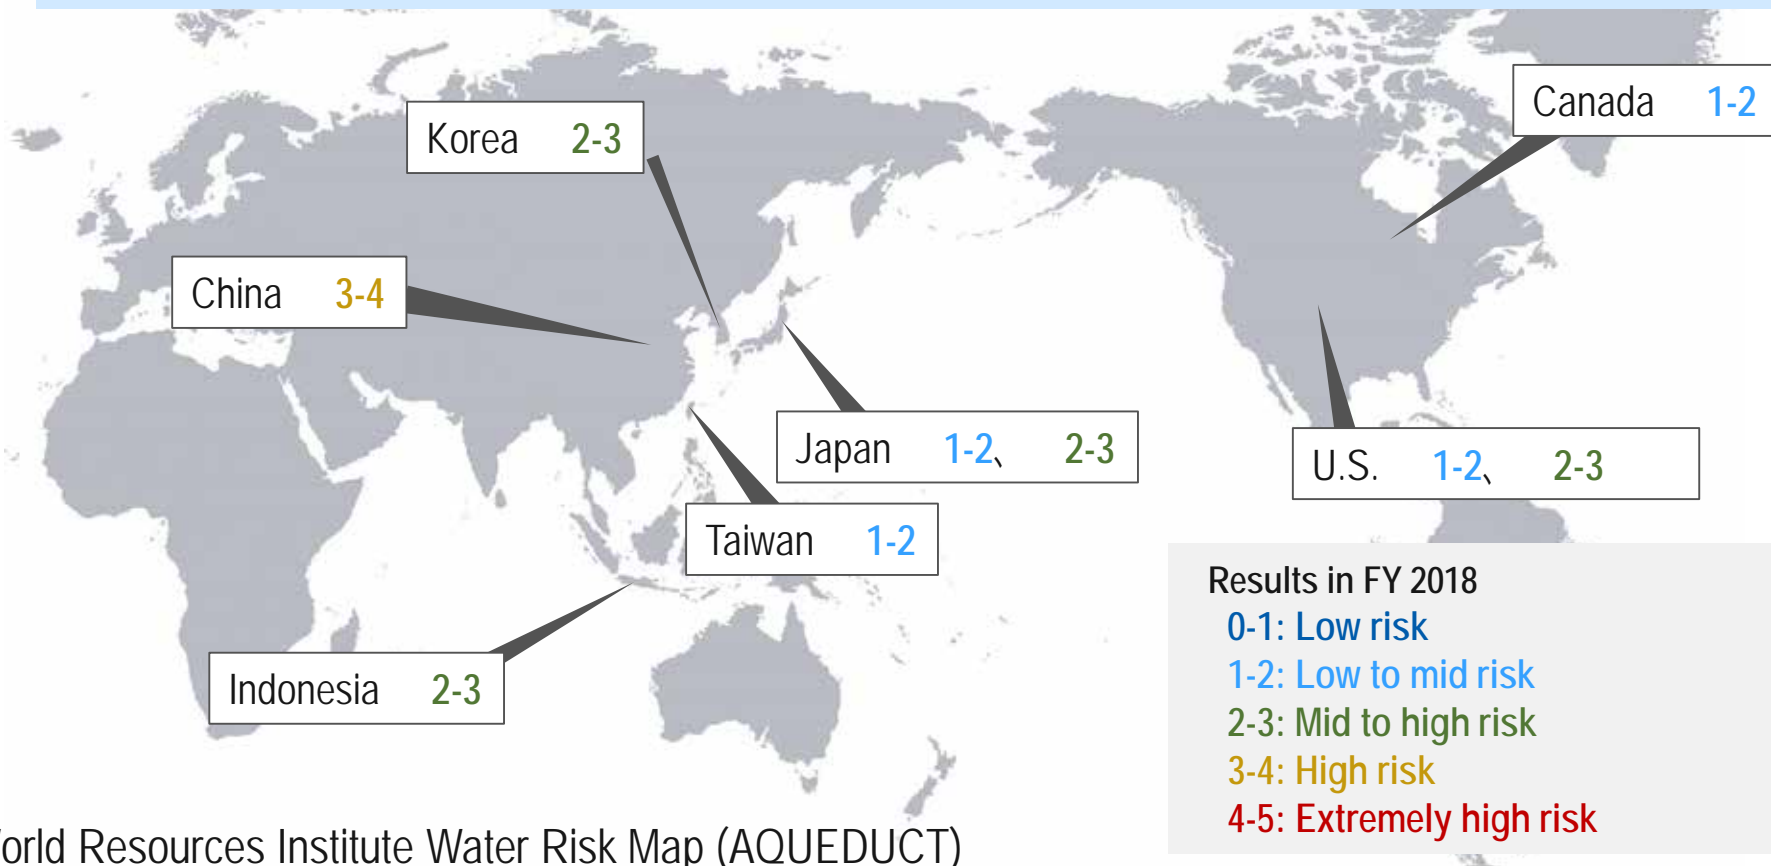 Canada 1-2
Korea 2-3
China 3-4
Japan 1-2、 2-3
U.S. 1-2、 2-3
Taiwan 1-2
Indonesia 2-3
Results in FY 2018
0-1: Low risk
1-2: Low to mid risk
2-3: Mid to high risk
3-4: High risk
4-5: Extremely high risk
orld Resources Institute Water Risk Map (AQUEDUCT)